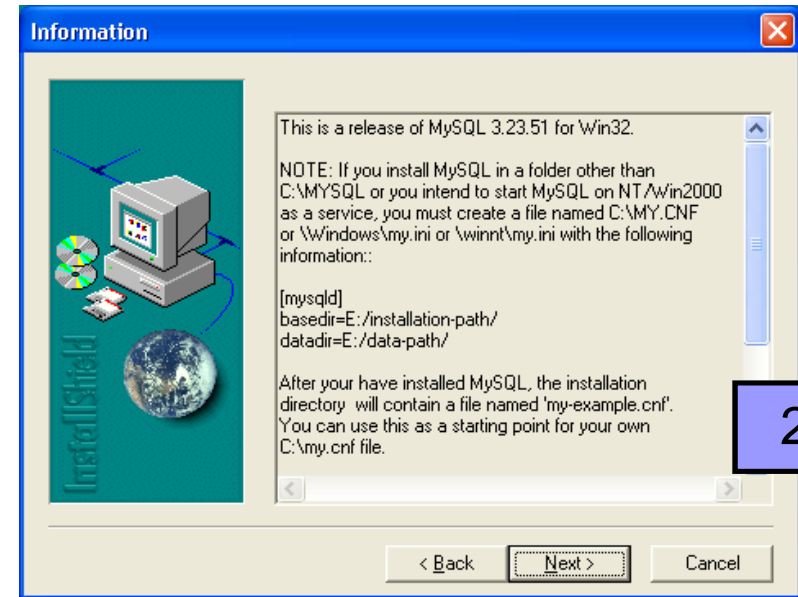 Information
This is a release of MySQL 3.23.51 for Win32.
NOTE: If you install MySQL in a folder other than
C:\MYSQL or you intend to start MySQL on NT/Win2000
as a service, you must create a file named C:\MY.CNF
or \Windows\my.ini or \winnt\my.ini with the following
information::
[mysqld]
basedir=E:/installation-path/
datadir=E:/data-path/
After your have installed MySQL, the installation
directory will contain a file named 'my-example.cnf'.
You can use this as a starting point for your own
C:\my.cnf file.
InstallShield
2
< Back
Next >
Cancel